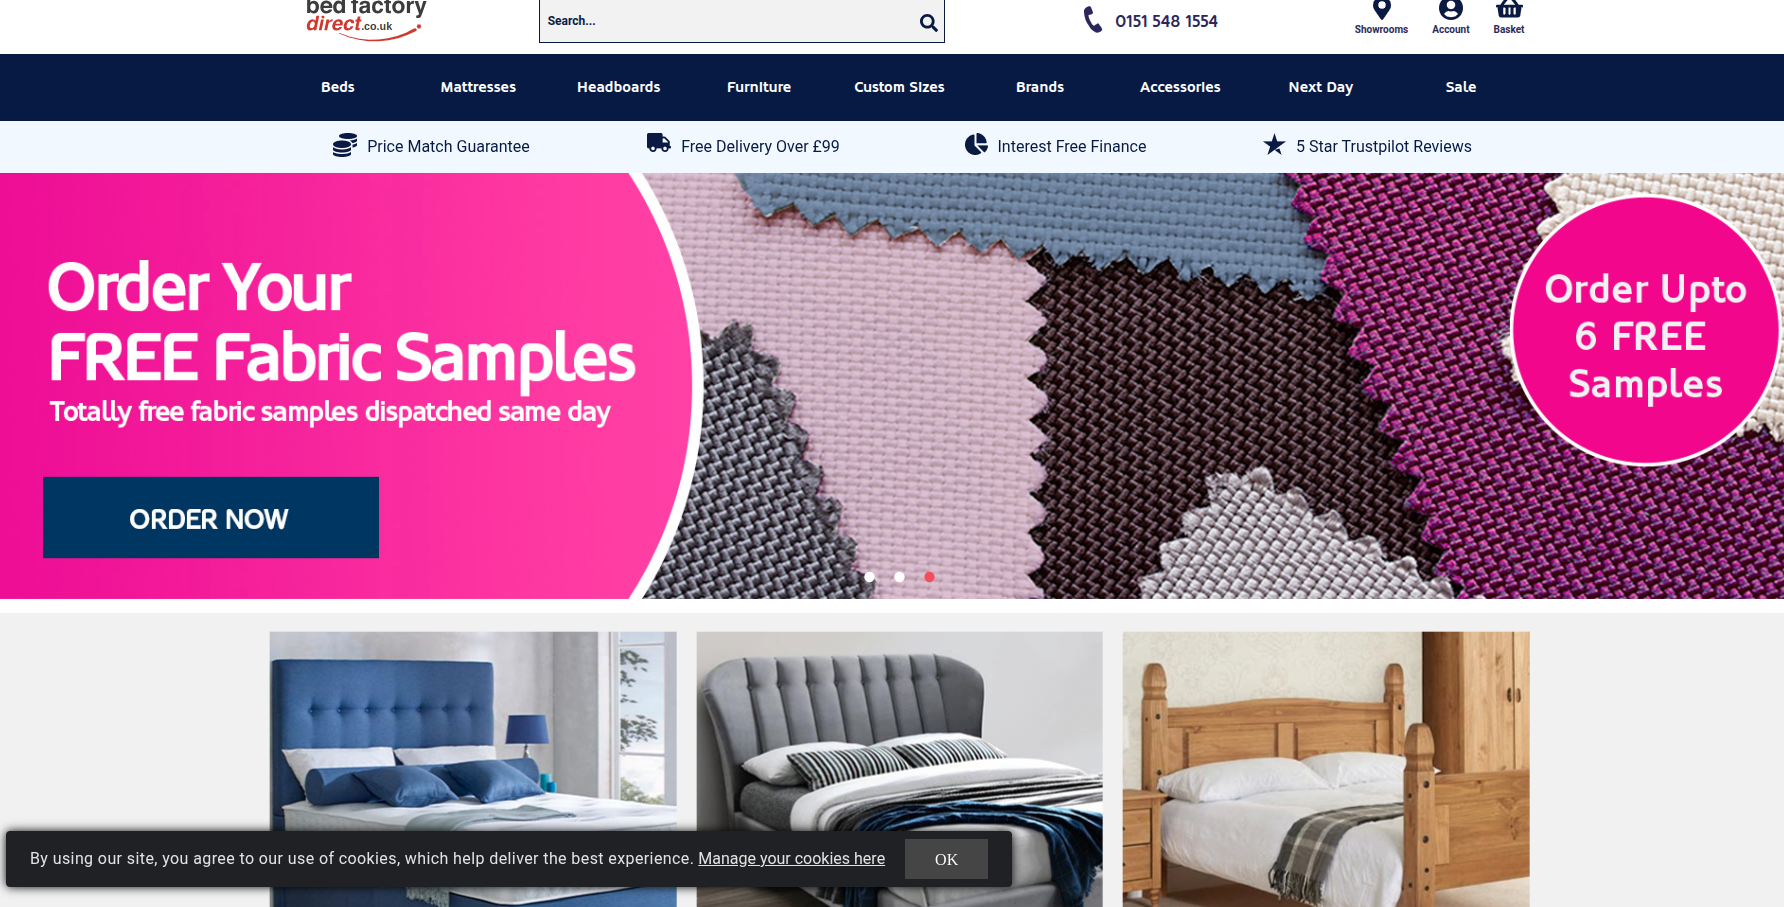 bed factory
direct.co.uk
Search...
0151 548 1554
Showrooms
Account
Basket
Beds
Mattresses
Headboards
Furniture
Custom Sizes
Brands
Accessories
Next Day
Sale
Price Match Guarantee
Free Delivery Over £99
Interest Free Finance
5 Star Trustpilot Reviews
Order Your
FREE Fabric Samples
Totally free fabric samples dispatched same day
ORDER NOW
Order Upto
6 FREE
Samples
By using our site, you agree to our use of cookies, which help deliver the best experience. Manage your cookies here
OK